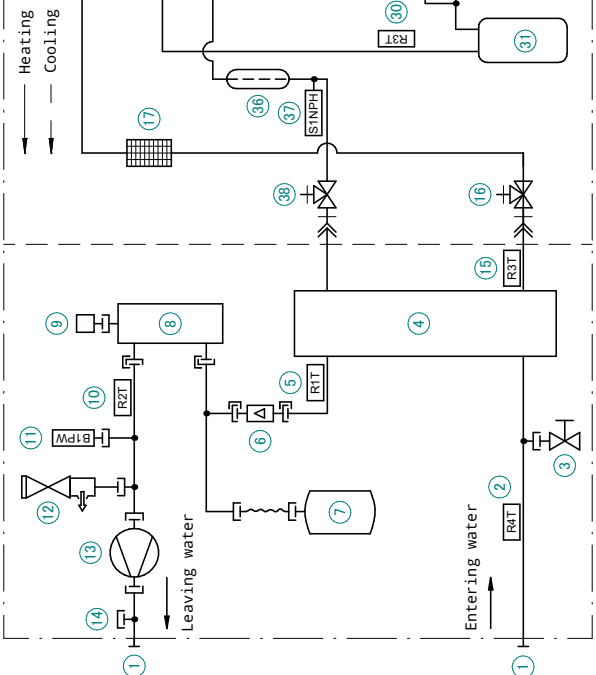 Heating
Cooling
30
R3T
31
36
37
S1NPH
17
38
16
15
R3T
9
8
4
10
R2T
5
R1T
11
B1PW
6
12
7
2
R4T
3
13
14
Leaving water
Entering water
1
1